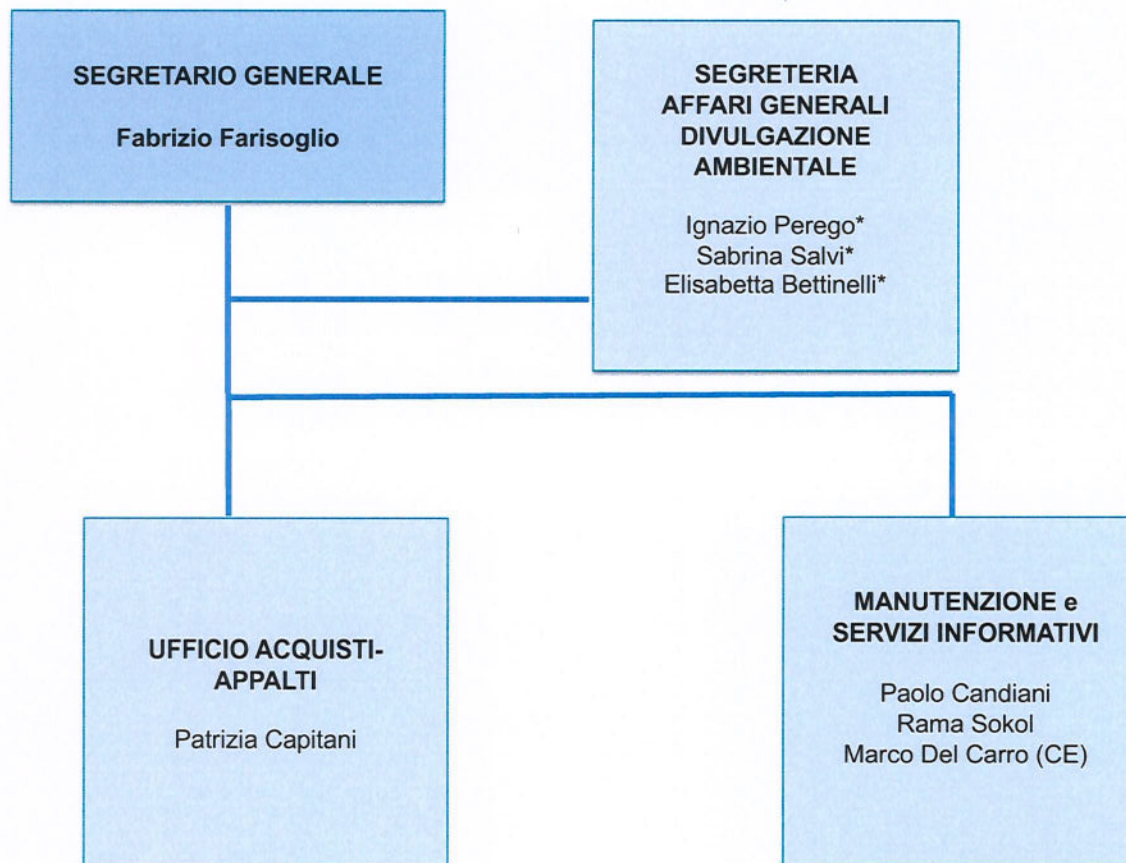 SEGRETARIO GENERALE
Fabrizio Farisoglio
SEGRETERIA
AFFARI GENERALI
DIVULGAZIONE
AMBIENTALE
Ignazio Perego*
Sabrina Salvi*
Elisabetta Bettinelli*
UFFICIO ACQUISTI-
APPALTI
Patrizia Capitani
MANUTENZIONE e
SERVIZI INFORMATIVI
Paolo Candiani
Rama Sokol
Marco Del Carro (CE)